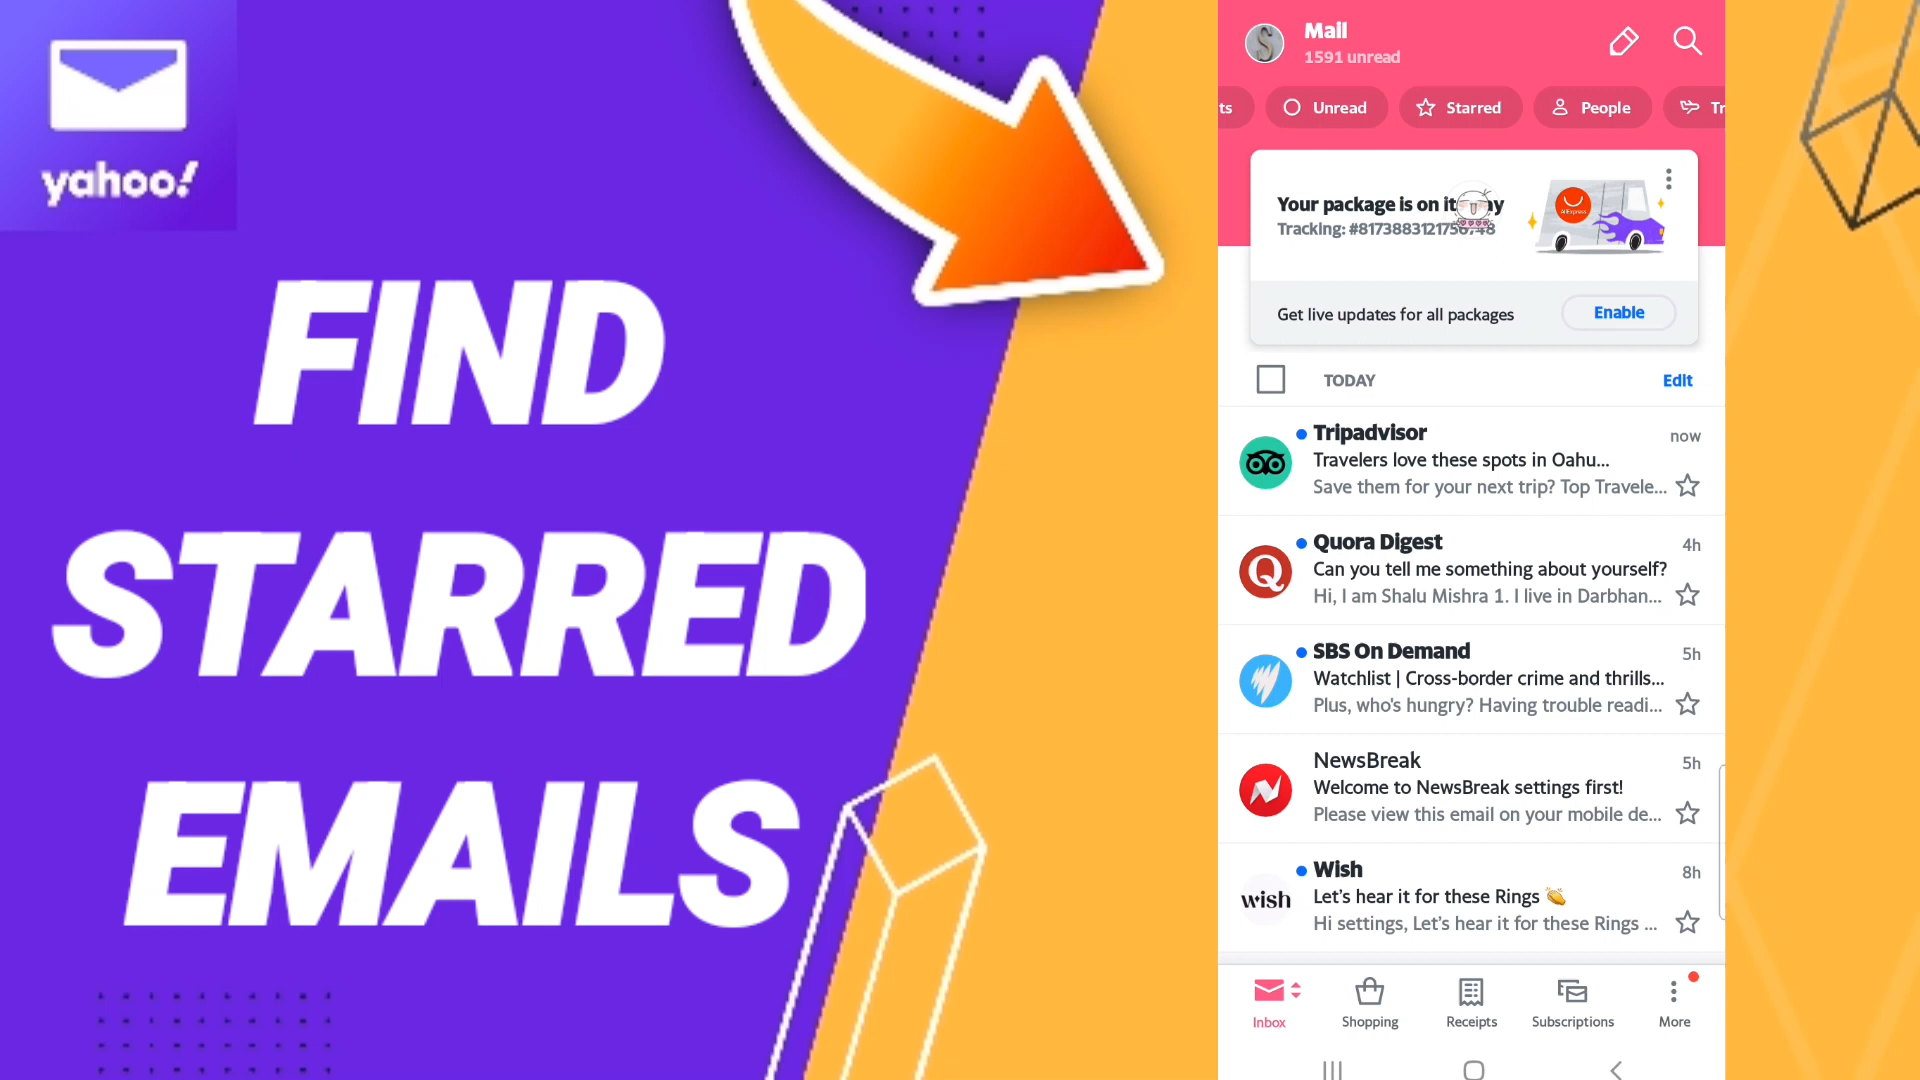 yahoo!
FIND
STARRED
EMAILS
Mail
1591 unread
ts
Unread
Starred
People
Tr
Your package is on it ay
Tracking: #8173883121750748
AliExpress
Get live updates for all packages
Enable
TODAY
Edit
Tripadvisor
now
Travelers love these spots in Oahu...
Save them for your next trip? Top Travele...
Quora Digest
4h
Can you tell me something about yourself?
Hi, I am Shalu Mishra 1. I live in Darbhan...
SBS On Demand
5h
Watchlist | Cross-border crime and thrills...
Plus, who's hungry? Having trouble readi...
NewsBreak
5h
Welcome to NewsBreak settings first!
Please view this email on your mobile de...
Wish
8h
wish
Let's hear it for these Rings 👏
Hi settings, Let's hear it for these Rings ...
Inbox
Shopping
Receipts
Subscriptions
More